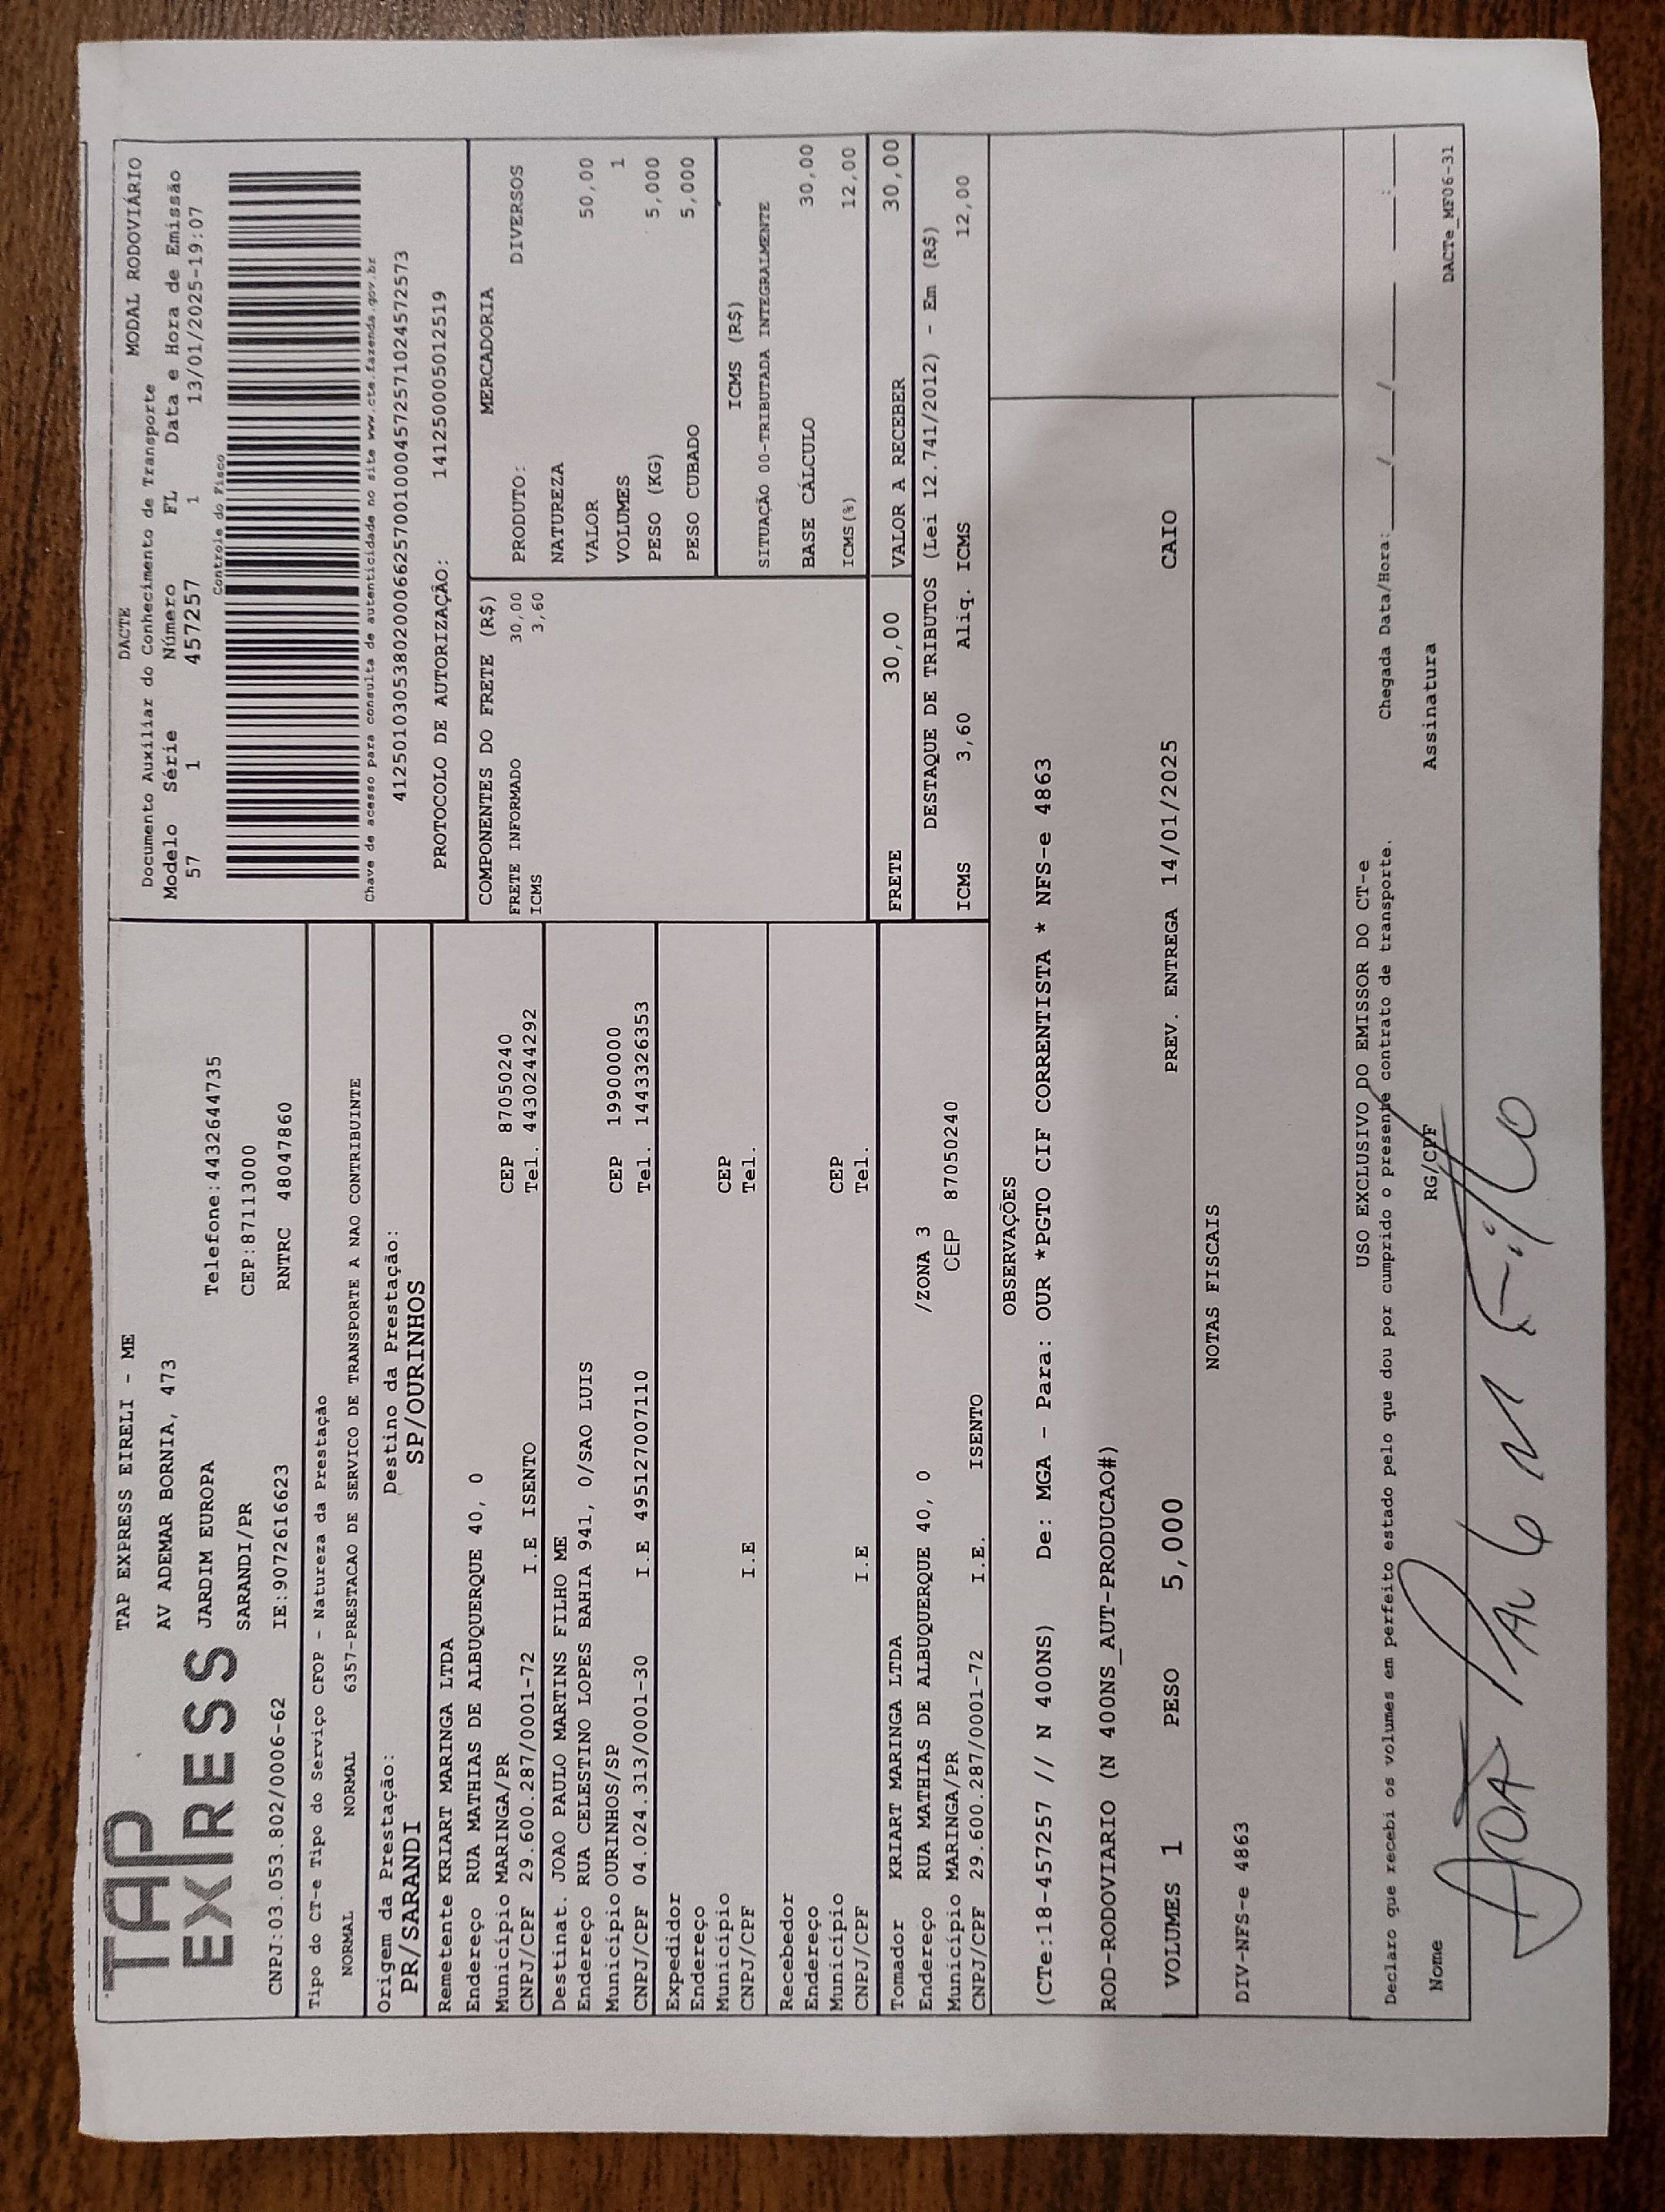 TAP
EXPRESS
TAP EXPRESS EIRELI - ME
AV ADEMAR BORNIA, 473
JARDIM EUROPA Telefone:4432644735
SARANDI/PR CEP:87113000
CNPJ:03.053.802/0006-62 IE:9072616623 RNTRC 48047860
DACTE MODAL RODOVIÁRIO
Documento Auxiliar do Conhecimento de Transporte
Modelo Série Número FL Data e Hora de Emissão
57 1 457257 1 13/01/2025-19:07
Controle do Fisco
Chave de acesso para consulta de autenticidade no site www.cte.fazenda.gov.br
41250103053802000662570010004572571024572573
PROTOCOLO DE AUTORIZAÇÃO: 141250005012519
Tipo do CT-e Tipo do Serviço CFOP - Natureza da Prestação
NORMAL NORMAL 6357-PRESTACAO DE SERVICO DE TRANSPORTE A NAO CONTRIBUINTE
Origem da Prestação: Destino da Prestação:
PR/SARANDI SP/OURINHOS
Remetente KRIART MARINGA LTDA
Endereço RUA MATHIAS DE ALBUQUERQUE 40, 0
Município MARINGA/PR CEP 87050240
CNPJ/CPF 29.600.287/0001-72 I.E ISENTO Tel. 4430244292
Destinat. JOAO PAULO MARTINS FILHO ME
Endereço RUA CELESTINO LOPES BAHIA 941, 0/SAO LUIS
Município OURINHOS/SP CEP 19900000
CNPJ/CPF 04.024.313/0001-30 I.E 495127007110 Tel. 1433326353
Expedidor
Endereço
Município CEP
CNPJ/CPF I.E Tel.
Recebedor
Endereço
Município CEP
CNPJ/CPF I.E Tel.
Tomador KRIART MARINGA LTDA
Endereço RUA MATHIAS DE ALBUQUERQUE 40, 0 /ZONA 3
Município MARINGA/PR CEP 87050240
CNPJ/CPF 29.600.287/0001-72 I.E. ISENTO
COMPONENTES DO FRETE (R$)
FRETE INFORMADO 30,00
ICMS 3,60
MERCADORIA
PRODUTO: DIVERSOS
NATUREZA
VALOR 50,00
VOLUMES 1
PESO (KG) 5,000
PESO CUBADO 5,000
ICMS (R$)
SITUAÇÃO 00-TRIBUTADA INTEGRALMENTE
BASE CÁLCULO 30,00
ICMS(%) 12,00
FRETE 30,00 VALOR A RECEBER 30,00
DESTAQUE DE TRIBUTOS (Lei 12.741/2012) - Em (R$)
ICMS 3,60 Aliq. ICMS 12,00
OBSERVAÇÕES
(CTe:18-457257 // N 400NS) De: MGA - Para: OUR *PGTO CIF CORRENTISTA * NFS-e 4863
ROD-RODOVIARIO (N 400NS_AUT-PRODUCAO#)
VOLUMES 1 PESO 5,000 PREV. ENTREGA 14/01/2025 CAIO
NOTAS FISCAIS
DIV-NFS-e 4863
USO EXCLUSIVO DO EMISSOR DO CT-e
Declaro que recebi os volumes em perfeito estado pelo que dou por cumprido o presente contrato de transporte. Chegada Data/Hora:____/____/____ ___:___
Nome RG/CPF Assinatura
DACTe_MF06-31